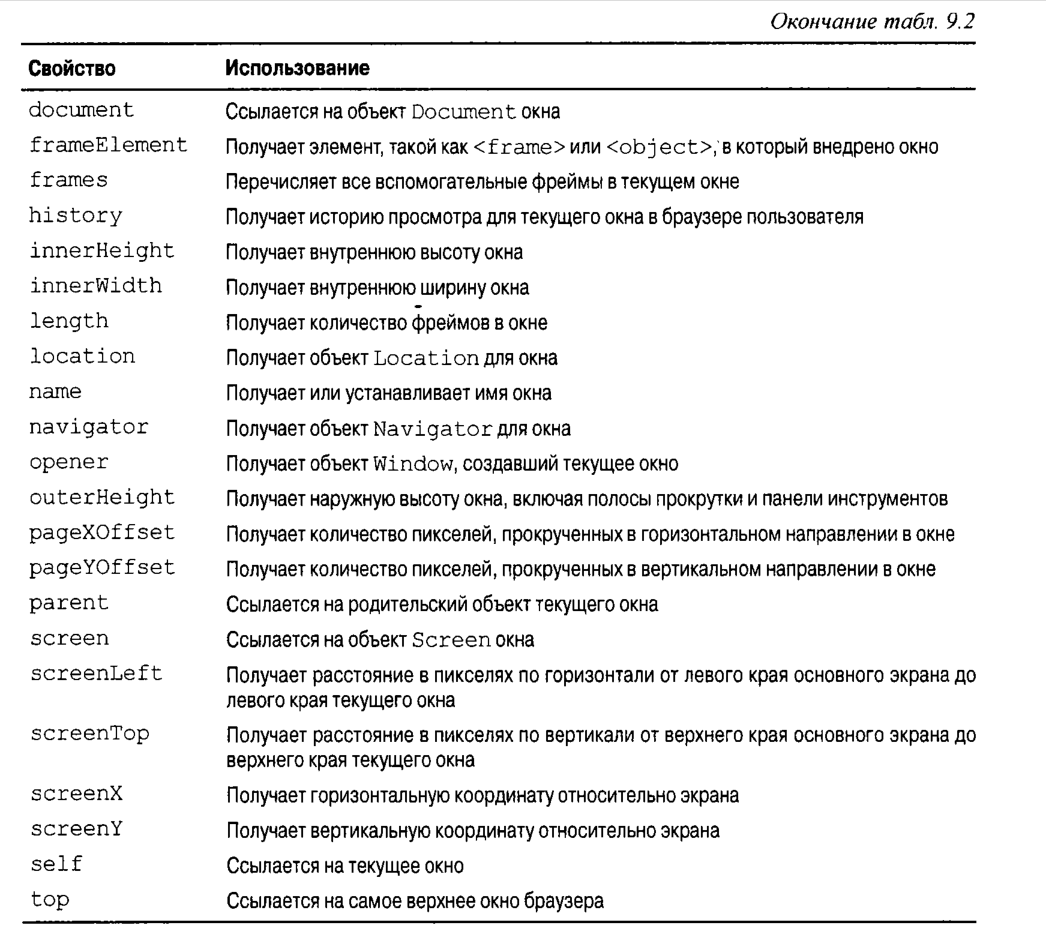 Окончание табл. 9.2
Свойство Использование
document Ссылается на объект Document окна
frameElement Получает элемент, такой как <frame> или <object>, в который внедрено окно
frames Перечисляет все вспомогательные фреймы в текущем окне
history Получает историю просмотра для текущего окна в браузере пользователя
innerHeight Получает внутреннюю высоту окна
innerWidth Получает внутреннюю ширину окна
length Получает количество фреймов в окне
location Получает объект Location для окна
name Получает или устанавливает имя окна
navigator Получает объект Navigator для окна
opener Получает объект Window, создавший текущее окно
outerHeight Получает наружную высоту окна, включая полосы прокрутки и панели инструментов
pageXOffset Получает количество пикселей, прокрученных в горизонтальном направлении в окне
pageYOffset Получает количество пикселей, прокрученных в вертикальном направлении в окне
parent Ссылается на родительский объект текущего окна
screen Ссылается на объект Screen окна
screenLeft Получает расстояние в пикселях по горизонтали от левого края основного экрана до
левого края текущего окна
screenTop Получает расстояние в пикселях по вертикали от верхнего края основного экрана до
верхнего края текущего окна
screenX Получает горизонтальную координату относительно экрана
screenY Получает вертикальную координату относительно экрана
self Ссылается на текущее окно
top Ссылается на самое верхнее окно браузера